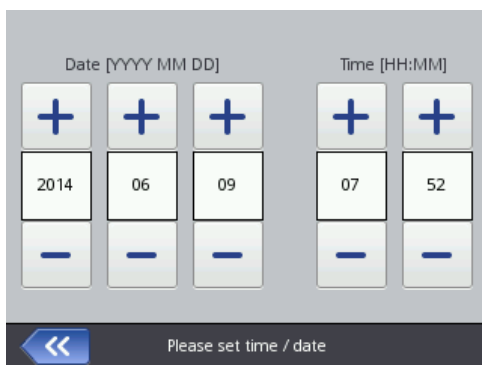 Date [YYYY MM DD] Time [HH:MM]
+ + + + +
2014 06 09 07 52
− − − − −
Please set time / date